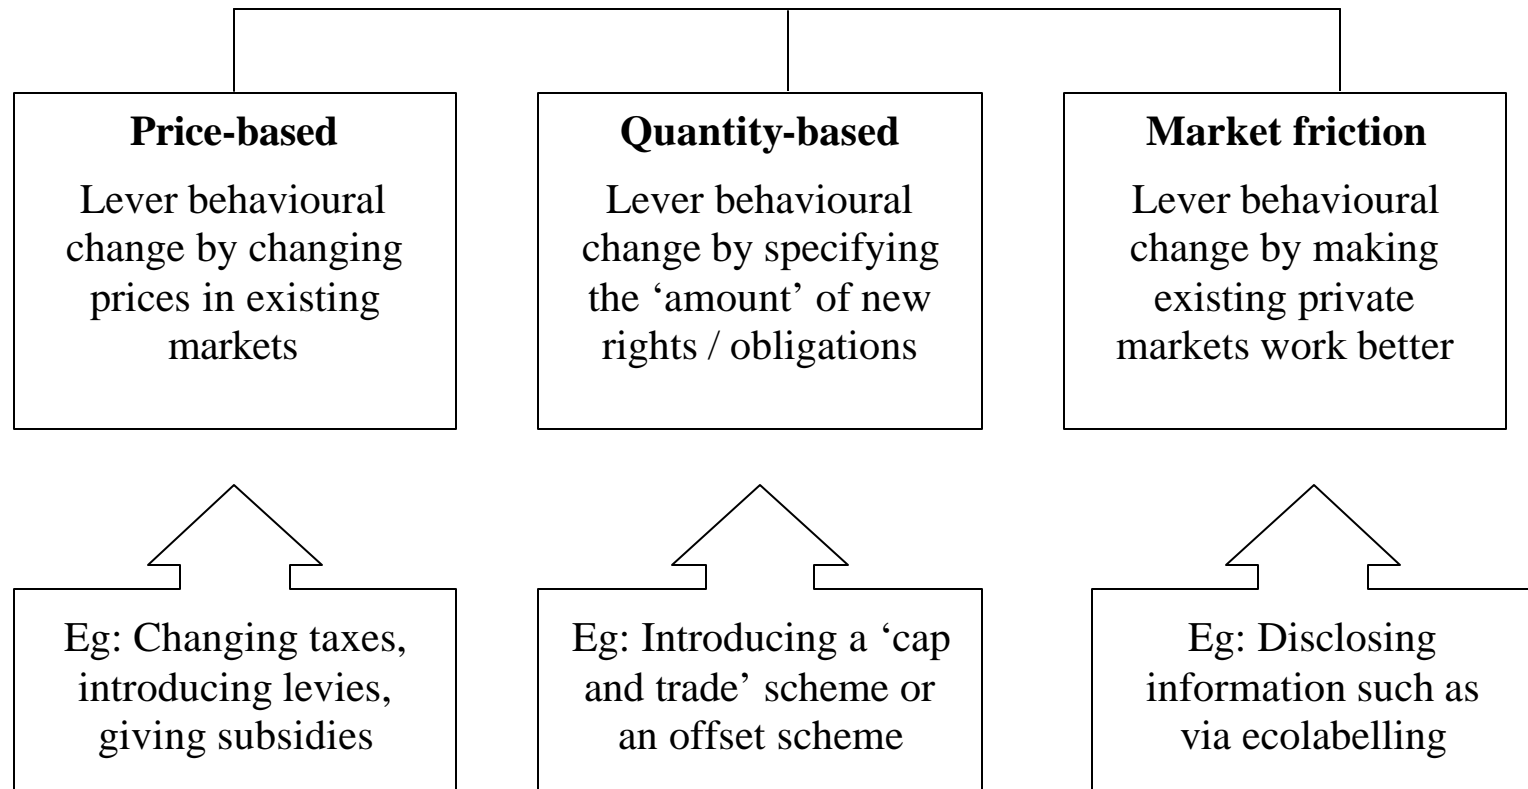 Price-based
Lever behavioural
change by changing
prices in existing
markets
Quantity-based
Lever behavioural
change by specifying
the ‘amount’ of new
rights / obligations
Market friction
Lever behavioural
change by making
existing private
markets work better
Eg: Changing taxes,
introducing levies,
giving subsidies
Eg: Introducing a ‘cap
and trade’ scheme or
an offset scheme
Eg: Disclosing
information such as
via ecolabelling